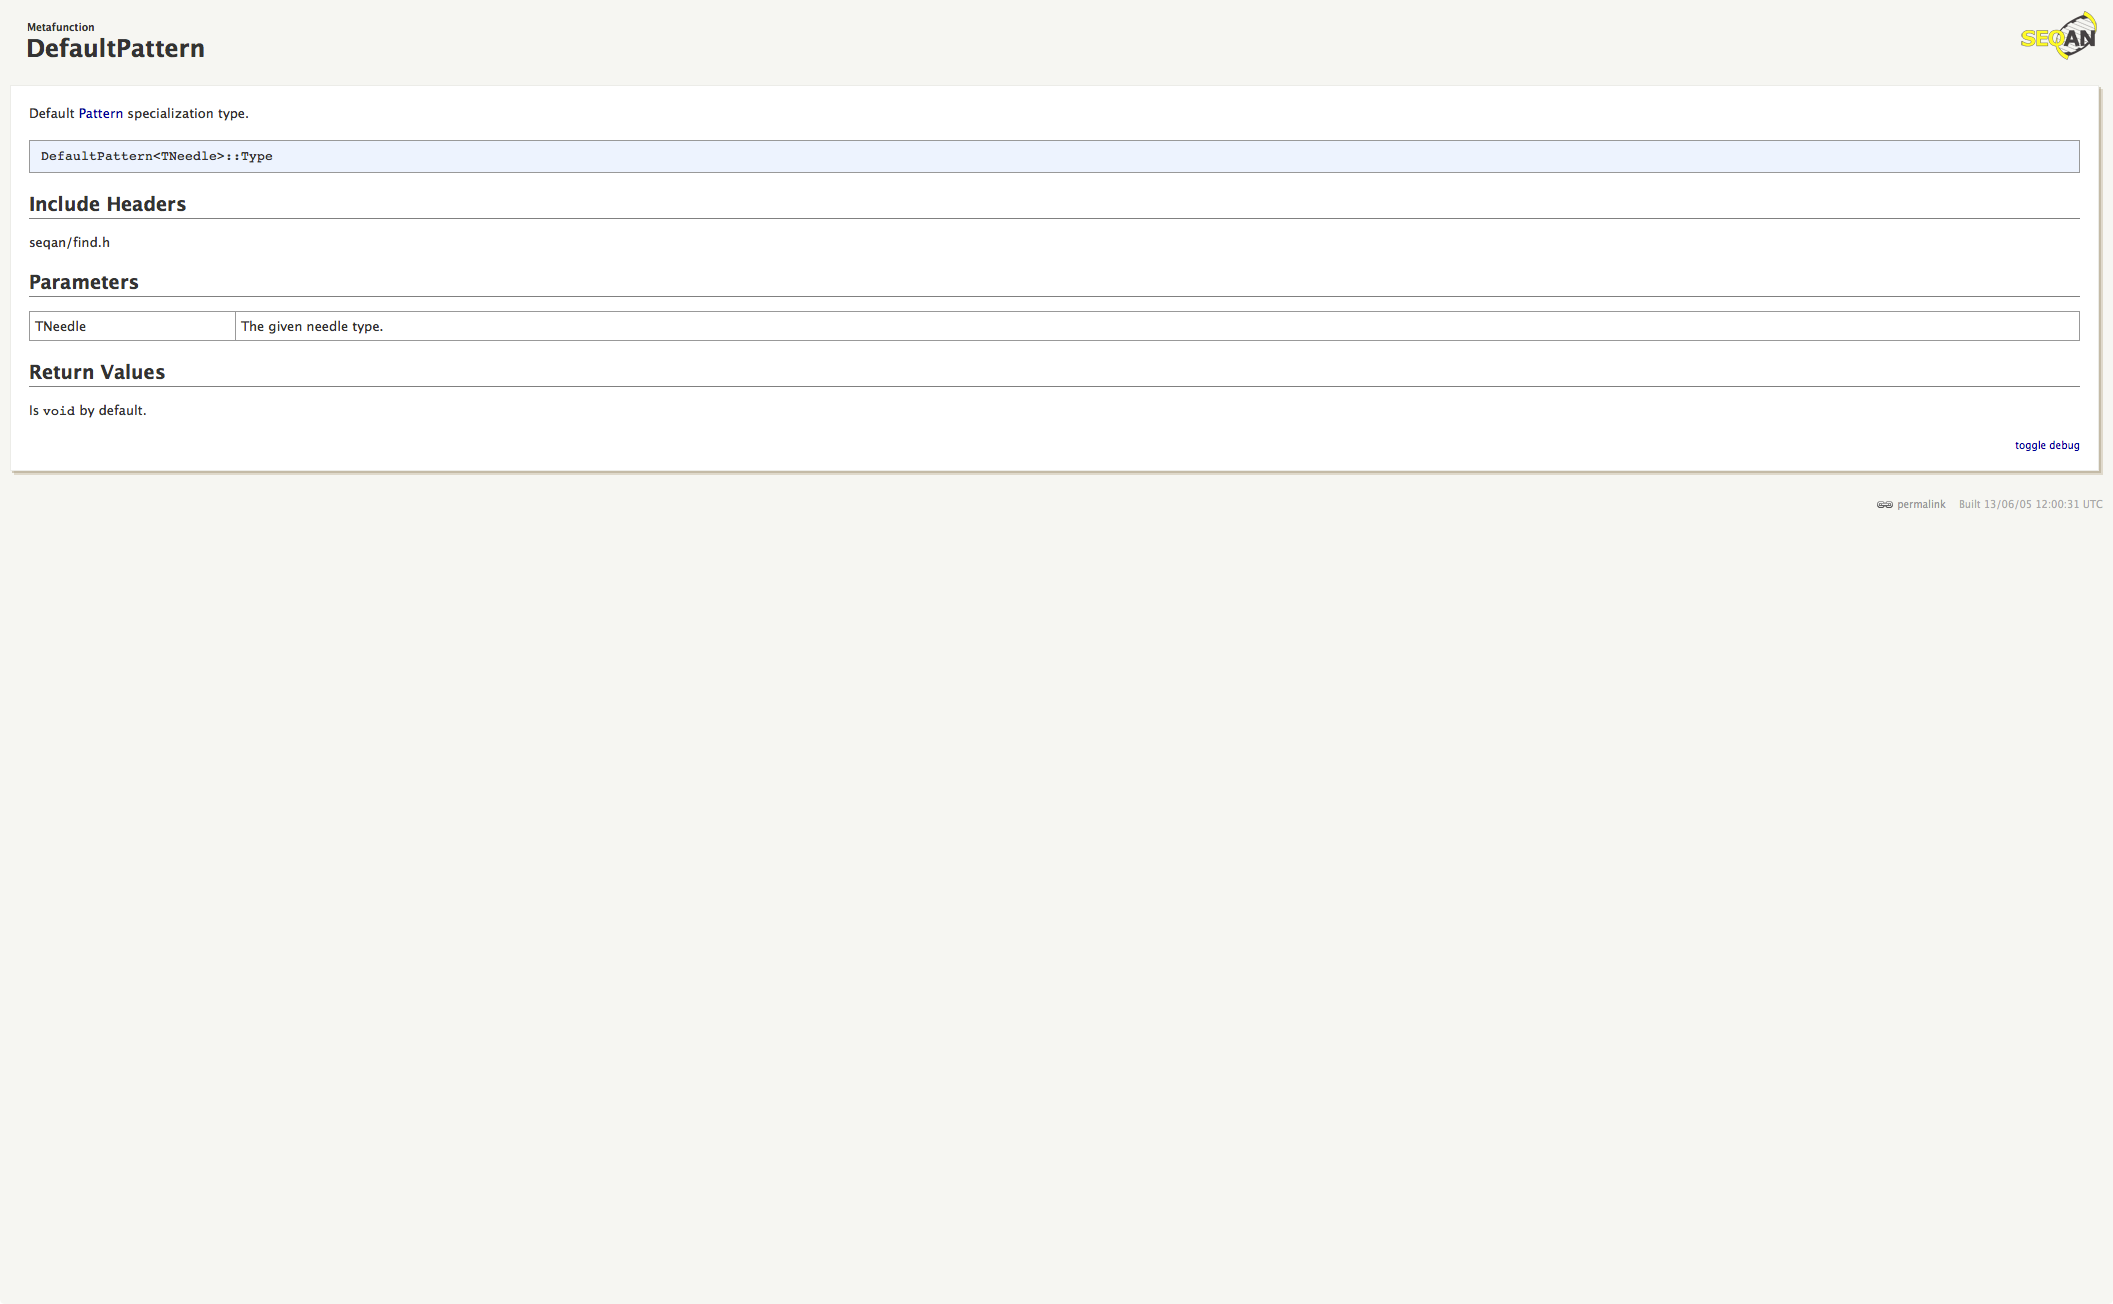 Metafunction
DefaultPattern
SEQAN
Default Pattern specialization type.
DefaultPattern<TNeedle>::Type
Include Headers
seqan/find.h
Parameters
TNeedle The given needle type.
Return Values
Is void by default.
toggle debug
permalink Built 13/06/05 12:00:31 UTC